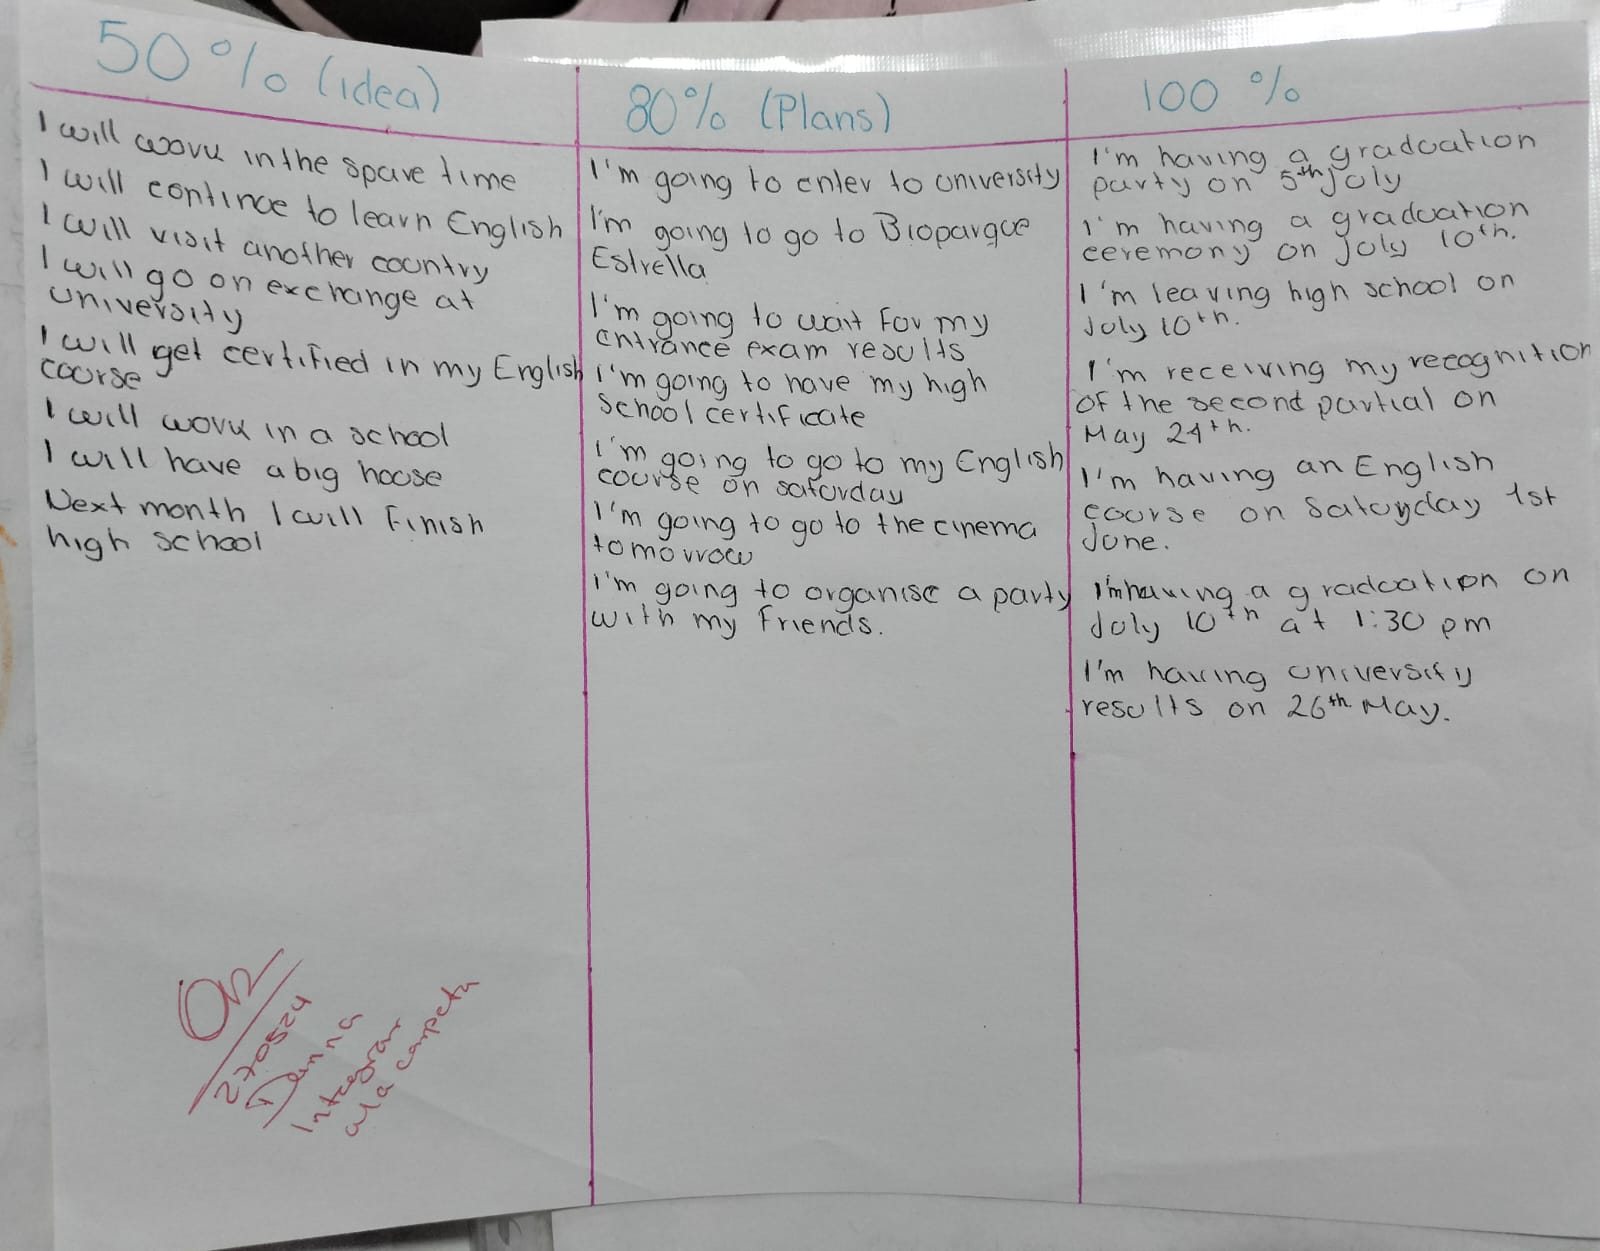 50% (idea)
I will work in the spare time
I will continue to learn English
I will visit another country
I will go on exchange at
university
I will get certified in my English
course
I will work in a school
I will have a big house
Next month I will finish
high school
80% (Plans)
I'm going to enter to university
I'm going to go to Bioparque
Estrella
I'm going to wait for my
entrance exam results
I'm going to have my high
school certificate
I'm going to go to my English
course on saturday
I'm going to go to the cinema
tomorrow
I'm going to organise a party
with my friends.
100 %
I'm having a graduation
party on 5th july
I'm having a graduation
ceremony on july 10th.
I'm leaving high school on
July 10th.
I'm receiving my recognition
of the second partial on
May 24th.
I'm having an English
course on Saturday 1st
June.
I'm having a graduation on
July 10th at 1:30 pm
I'm having university
results on 26th May.
270524
Danna
Integrar
a la carpeta